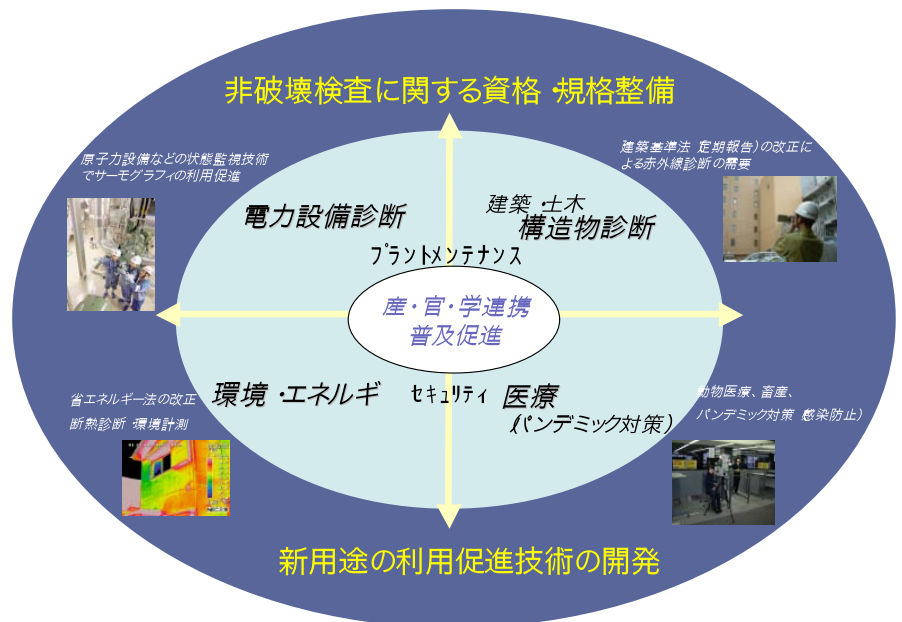 非破壊検査に関する資格・規格整備
原子力設備などの状態監視技術
でサーモグラフィの利用促進
建築基準法 定期報告)の改正に
よる赤外線診断の需要
電力設備診断
建築・土木
構造物診断
プラントメンテナンス
産・官・学連携
普及促進
環境・エネルギ
セキュリティ
医療
(パンデミック対策)
省エネルギー法の改正
断熱診断・環境計測
動物医療、畜産、
パンデミック対策 感染防止)
新用途の利用促進技術の開発